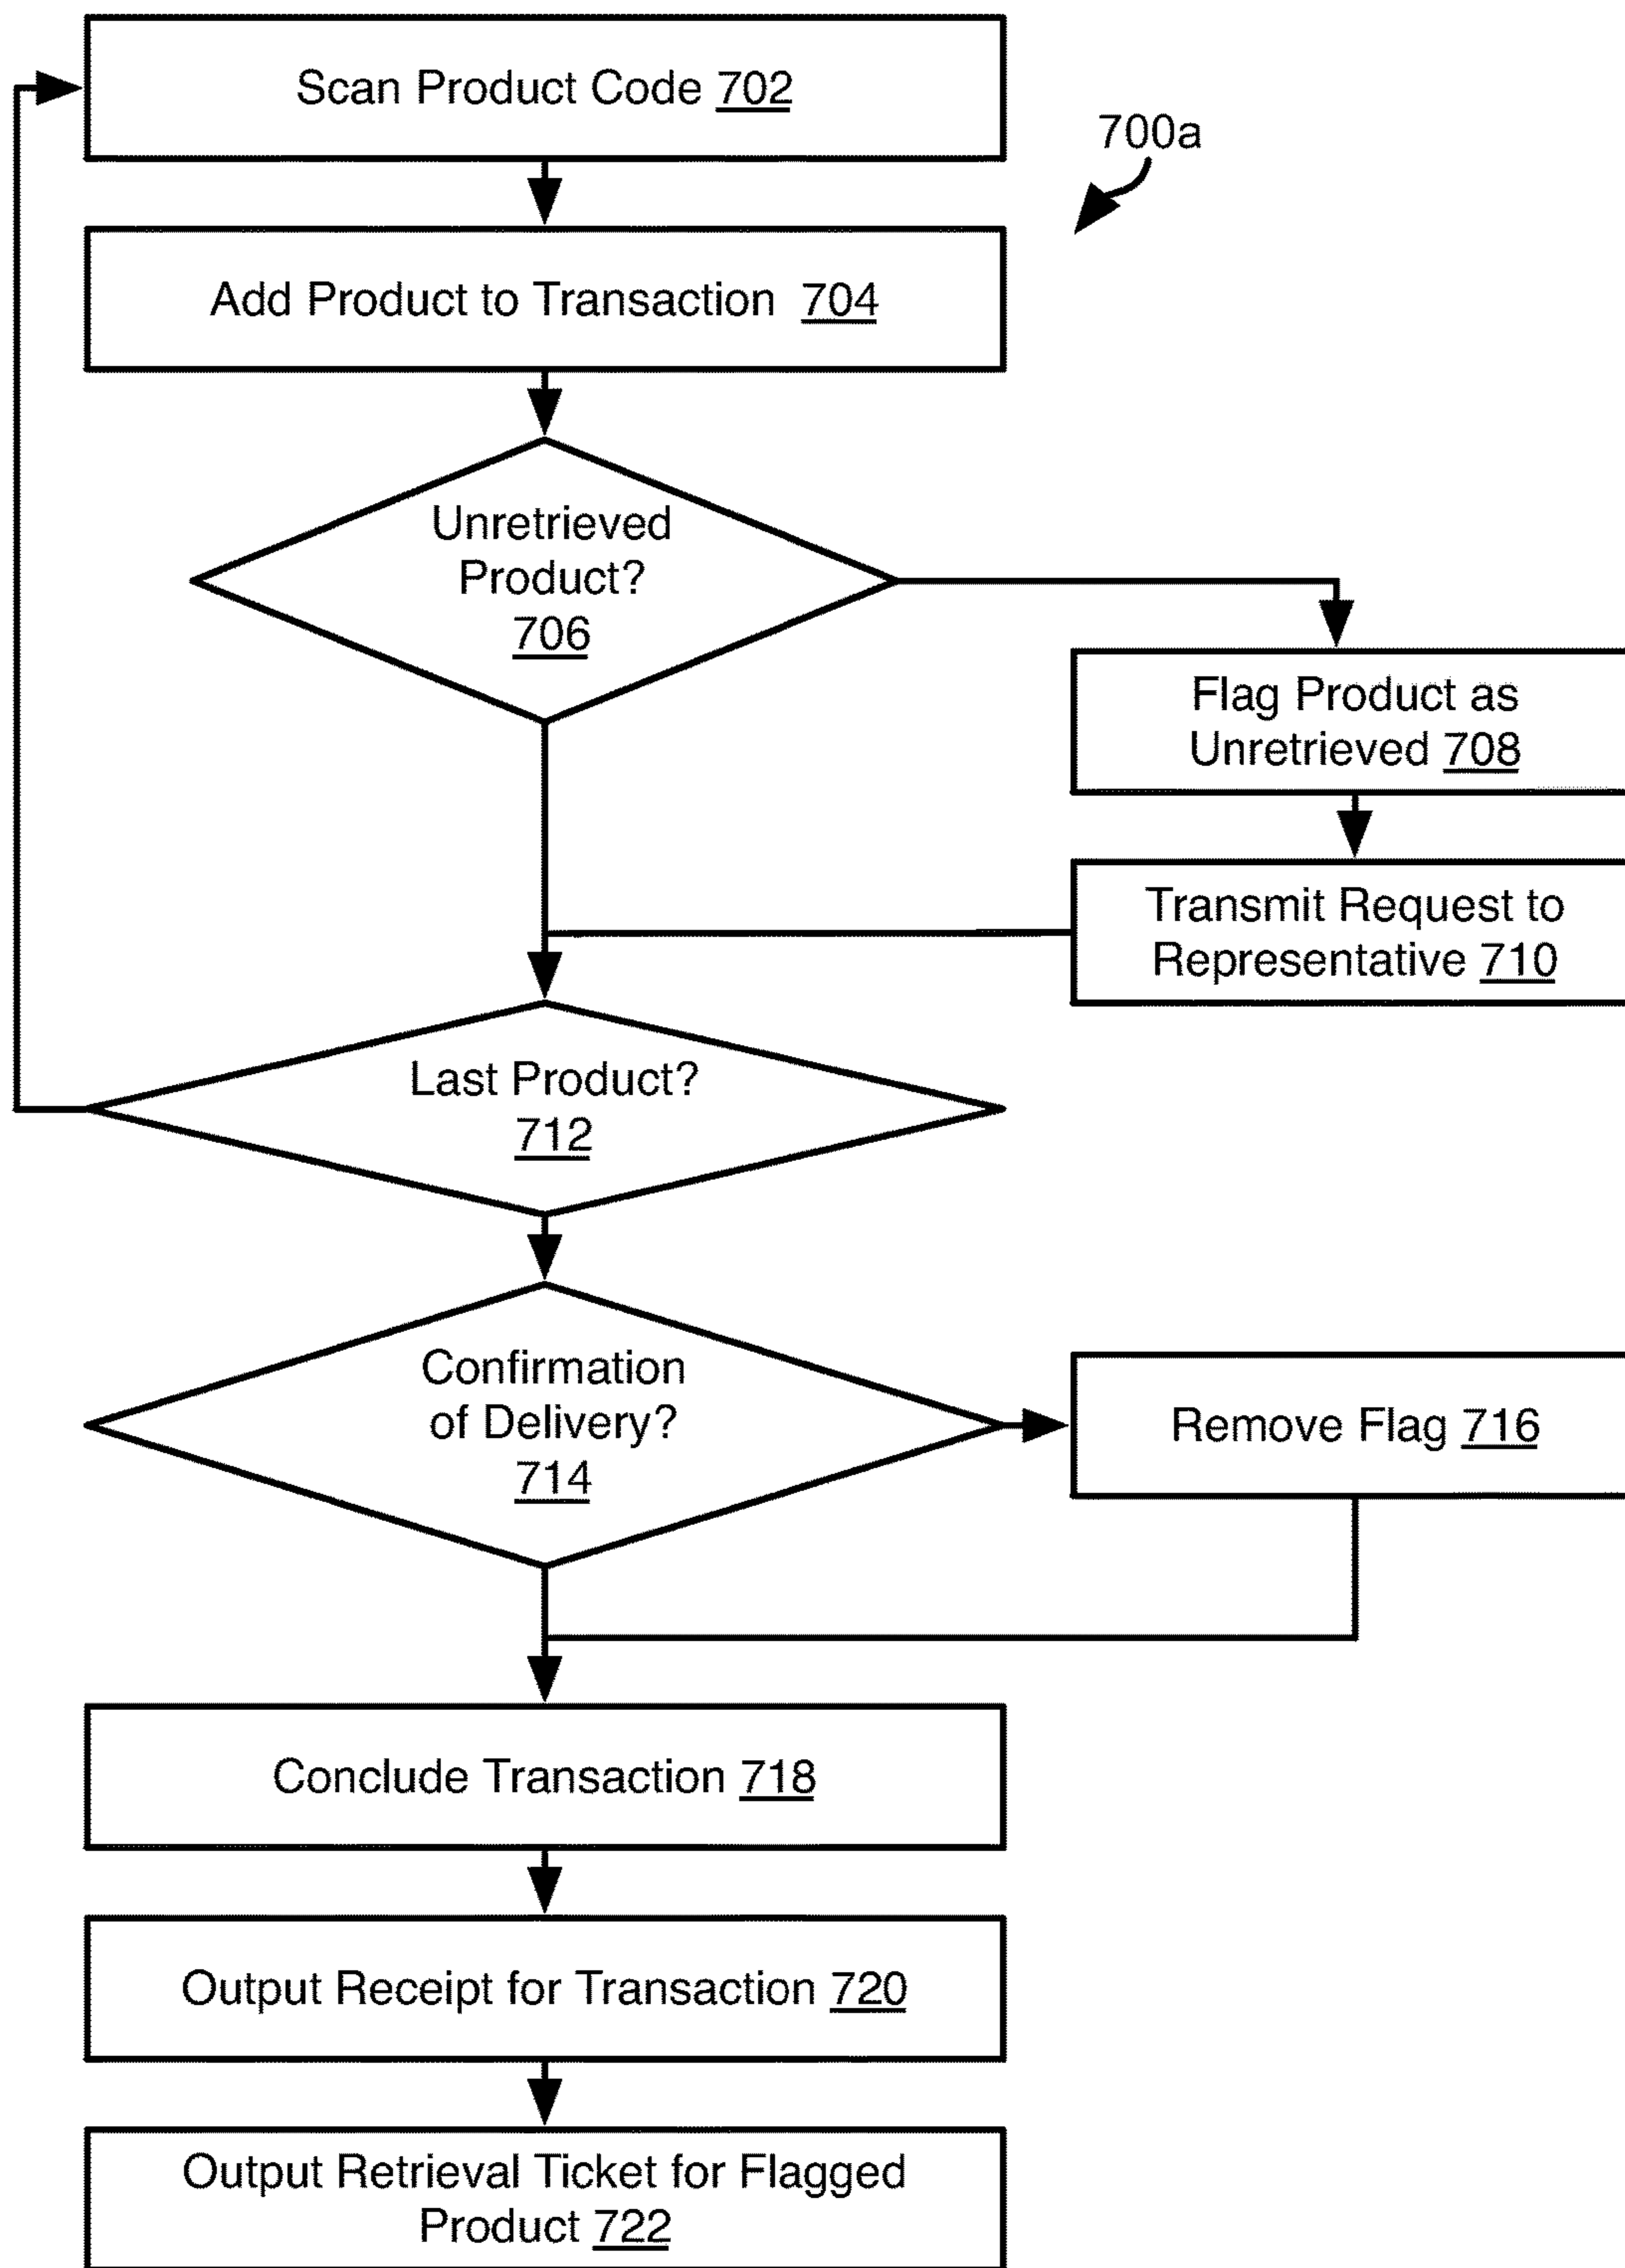 Scan Product Code 702
700a
Add Product to Transaction 704
Unretrieved
Product?
706
Flag Product as
Unretrieved 708
Transmit Request to
Representative 710
Last Product?
712
Confirmation
of Delivery?
714
Remove Flag 716
Conclude Transaction 718
Output Receipt for Transaction 720
Output Retrieval Ticket for Flagged
Product 722